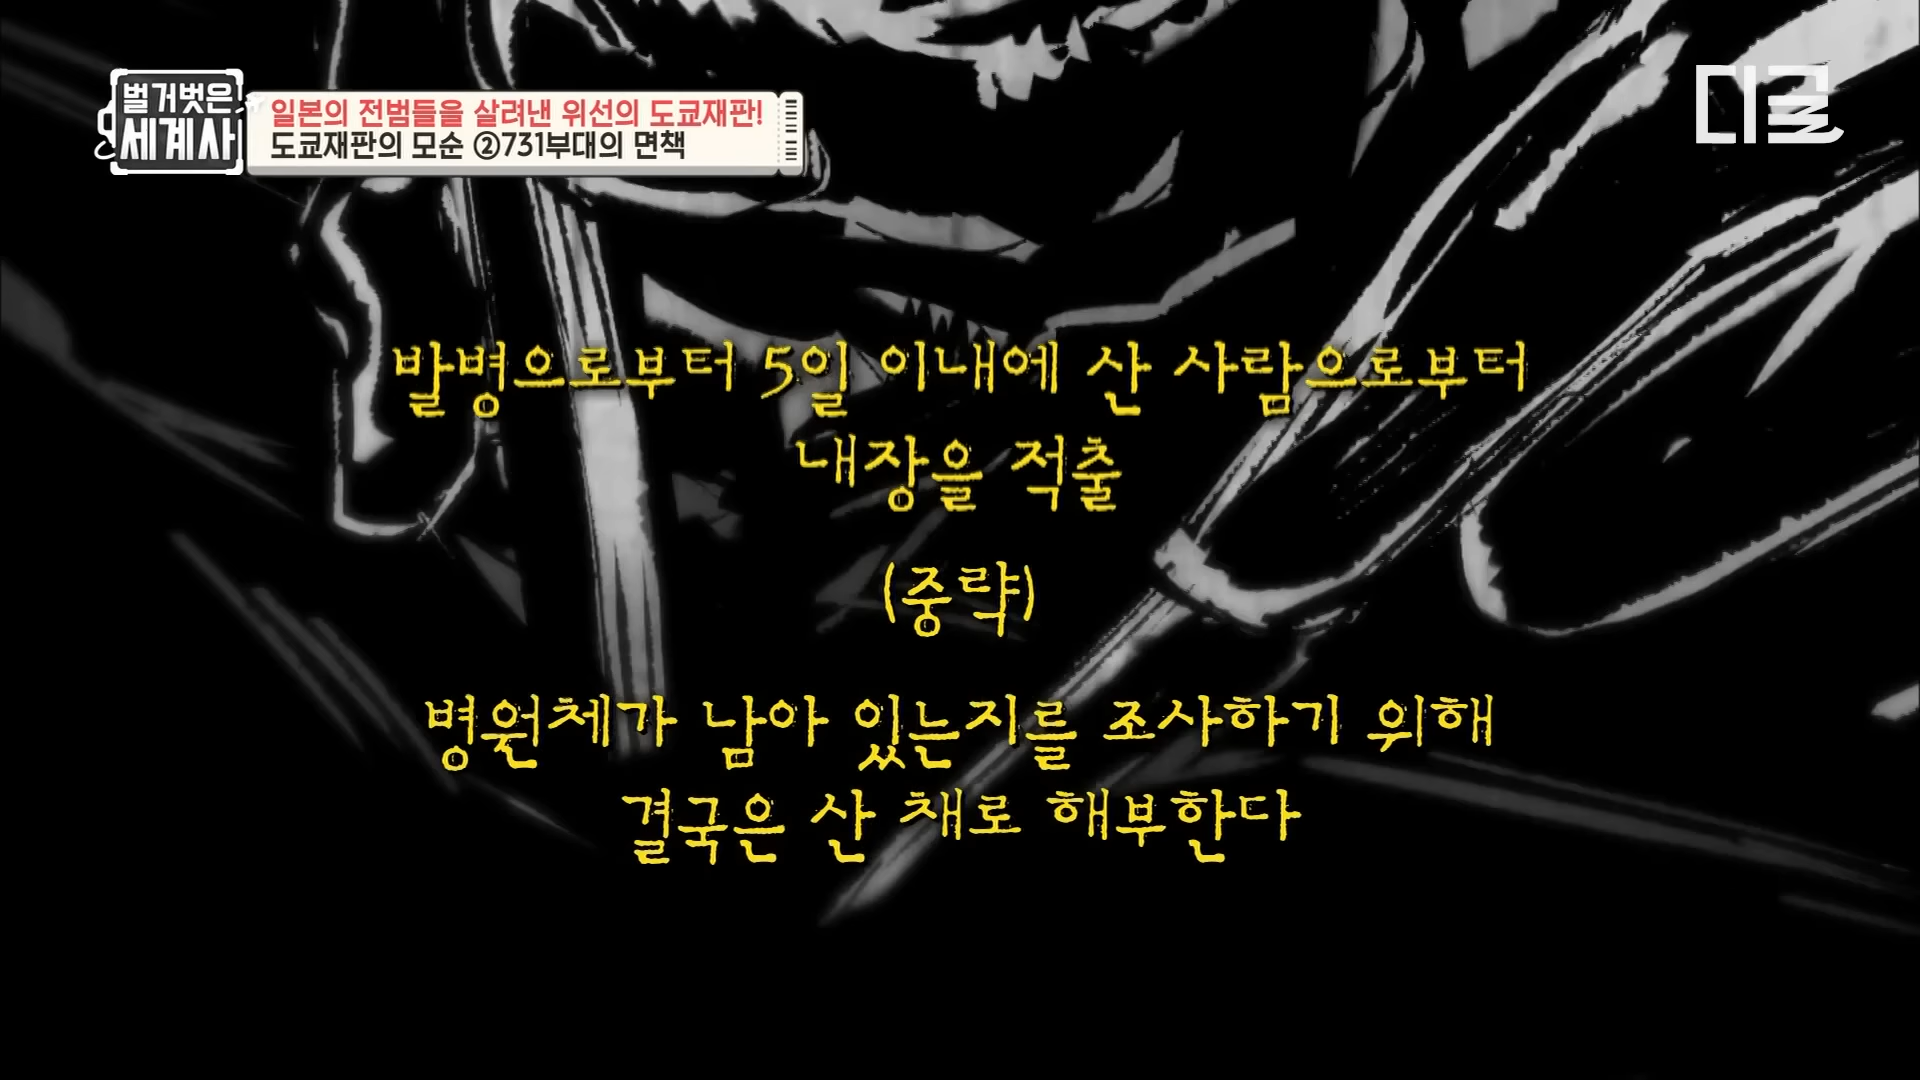 벌거벗은
세계사
일본의 전범들을 살려낸 위선의 도쿄재판!
도쿄재판의 모순 ②731부대의 면책
디글
발병으로부터 5일 이내에 산 사람으로부터
내장을 적출
(중략)
병원체가 남아 있는지를 조사하기 위해
결국은 산 채로 해부한다